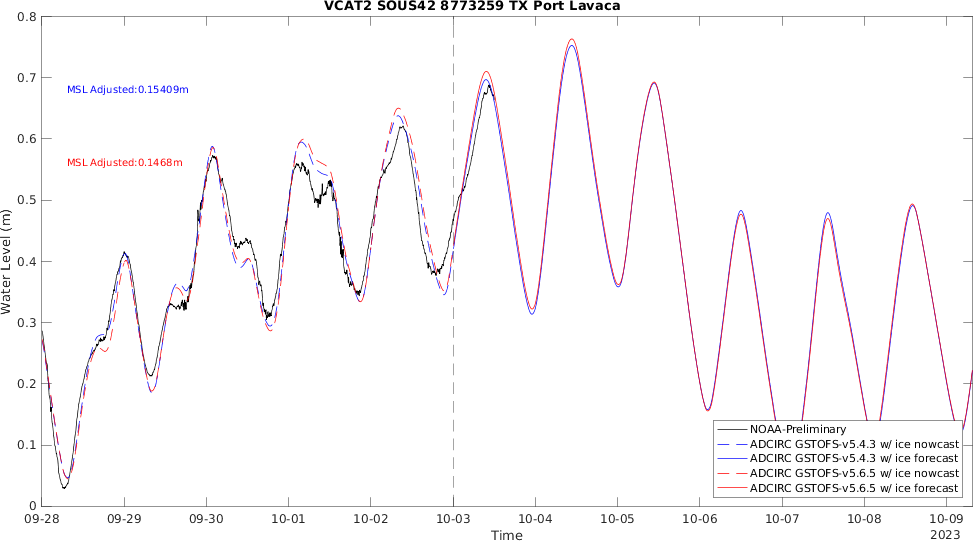 VCAT2 SOUS42 8773259 TX Port Lavaca
0.8
0.7
MSL Adjusted:0.15409m
0.6
MSL Adjusted:0.1468m
0.5
0.4
0.3
0.2
0.1
0
Water Level (m)
NOAA-Preliminary
ADCIRC GSTOFS-v5.4.3 w/ ice nowcast
ADCIRC GSTOFS-v5.4.3 w/ ice forecast
ADCIRC GSTOFS-v5.6.5 w/ ice nowcast
ADCIRC GSTOFS-v5.6.5 w/ ice forecast
09-28 09-29 09-30 10-01 10-02 10-03 10-04 10-05 10-06 10-07 10-08 10-09
2023
Time